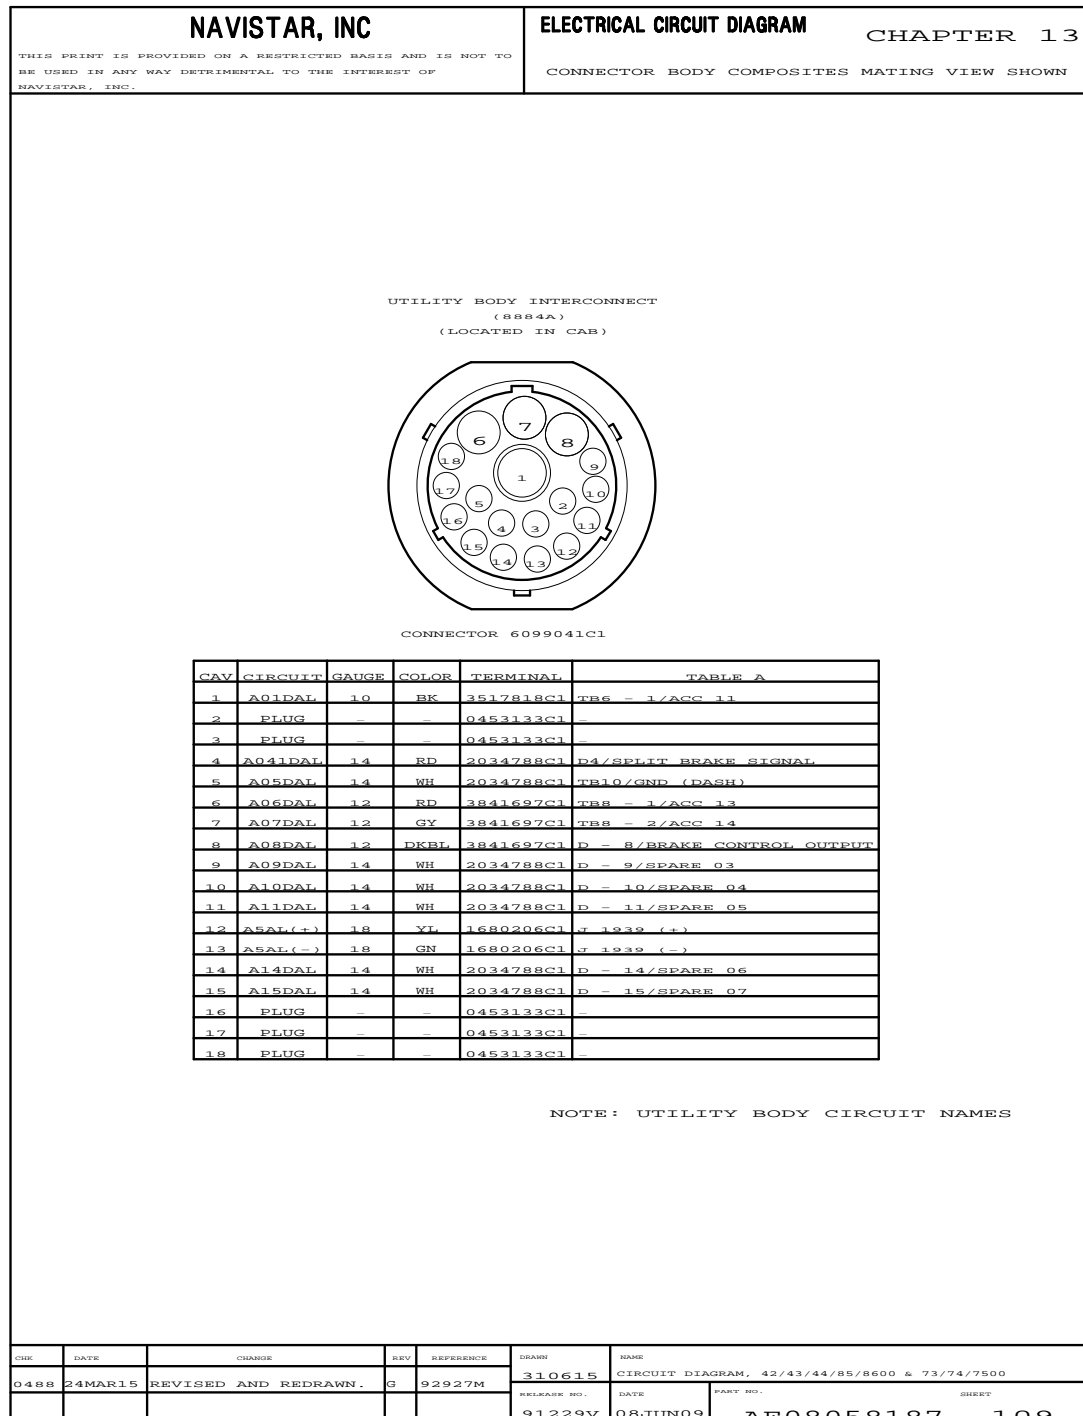 NAVISTAR, INC
THIS PRINT IS PROVIDED ON A RESTRICTED BASIS AND IS NOT TO
BE USED IN ANY WAY DETRIMENTAL TO THE INTEREST OF
NAVISTAR, INC.
ELECTRICAL CIRCUIT DIAGRAM
CHAPTER 13
CONNECTOR BODY COMPOSITES MATING VIEW SHOWN
UTILITY BODY INTERCONNECT
(8884A)
(LOCATED IN CAB)
7
6
8
18
9
1
17
10
5
2
16
11
4
3
15
12
14
13
CONNECTOR 6099041C1
CAV CIRCUIT GAUGE COLOR TERMINAL TABLE A
1 A01DAL 10 BK 3517818C1 TB6 - 1/ACC 11
2 PLUG - - 0453133C1 -
3 PLUG - - 0453133C1 -
4 A041DAL 14 RD 2034788C1 D4/SPLIT BRAKE SIGNAL
5 A05DAL 14 WH 2034788C1 TB10/GND (DASH)
6 A06DAL 12 RD 3841697C1 TB8 - 1/ACC 13
7 A07DAL 12 GY 3841697C1 TB8 - 2/ACC 14
8 A08DAL 12 DKBL 3841697C1 D - 8/BRAKE CONTROL OUTPUT
9 A09DAL 14 WH 2034788C1 D - 9/SPARE 03
10 A10DAL 14 WH 2034788C1 D - 10/SPARE 04
11 A11DAL 14 WH 2034788C1 D - 11/SPARE 05
12 A5AL(+) 18 YL 1680206C1 J 1939 (+)
13 A5AL(-) 18 GN 1680206C1 J 1939 (-)
14 A14DAL 14 WH 2034788C1 D - 14/SPARE 06
15 A15DAL 14 WH 2034788C1 D - 15/SPARE 07
16 PLUG - - 0453133C1 -
17 PLUG - - 0453133C1 -
18 PLUG - - 0453133C1 -
NOTE: UTILITY BODY CIRCUIT NAMES
CHK DATE CHANGE REV REFERENCE
0488 24MAR15 REVISED AND REDRAWN. G 92927M
DRAWN
310615
NAME
CIRCUIT DIAGRAM, 42/43/44/85/8600 & 73/74/7500
RELEASE NO.
91229V
DATE
08JUN09
PART NO. SHEET
AE08058187 109